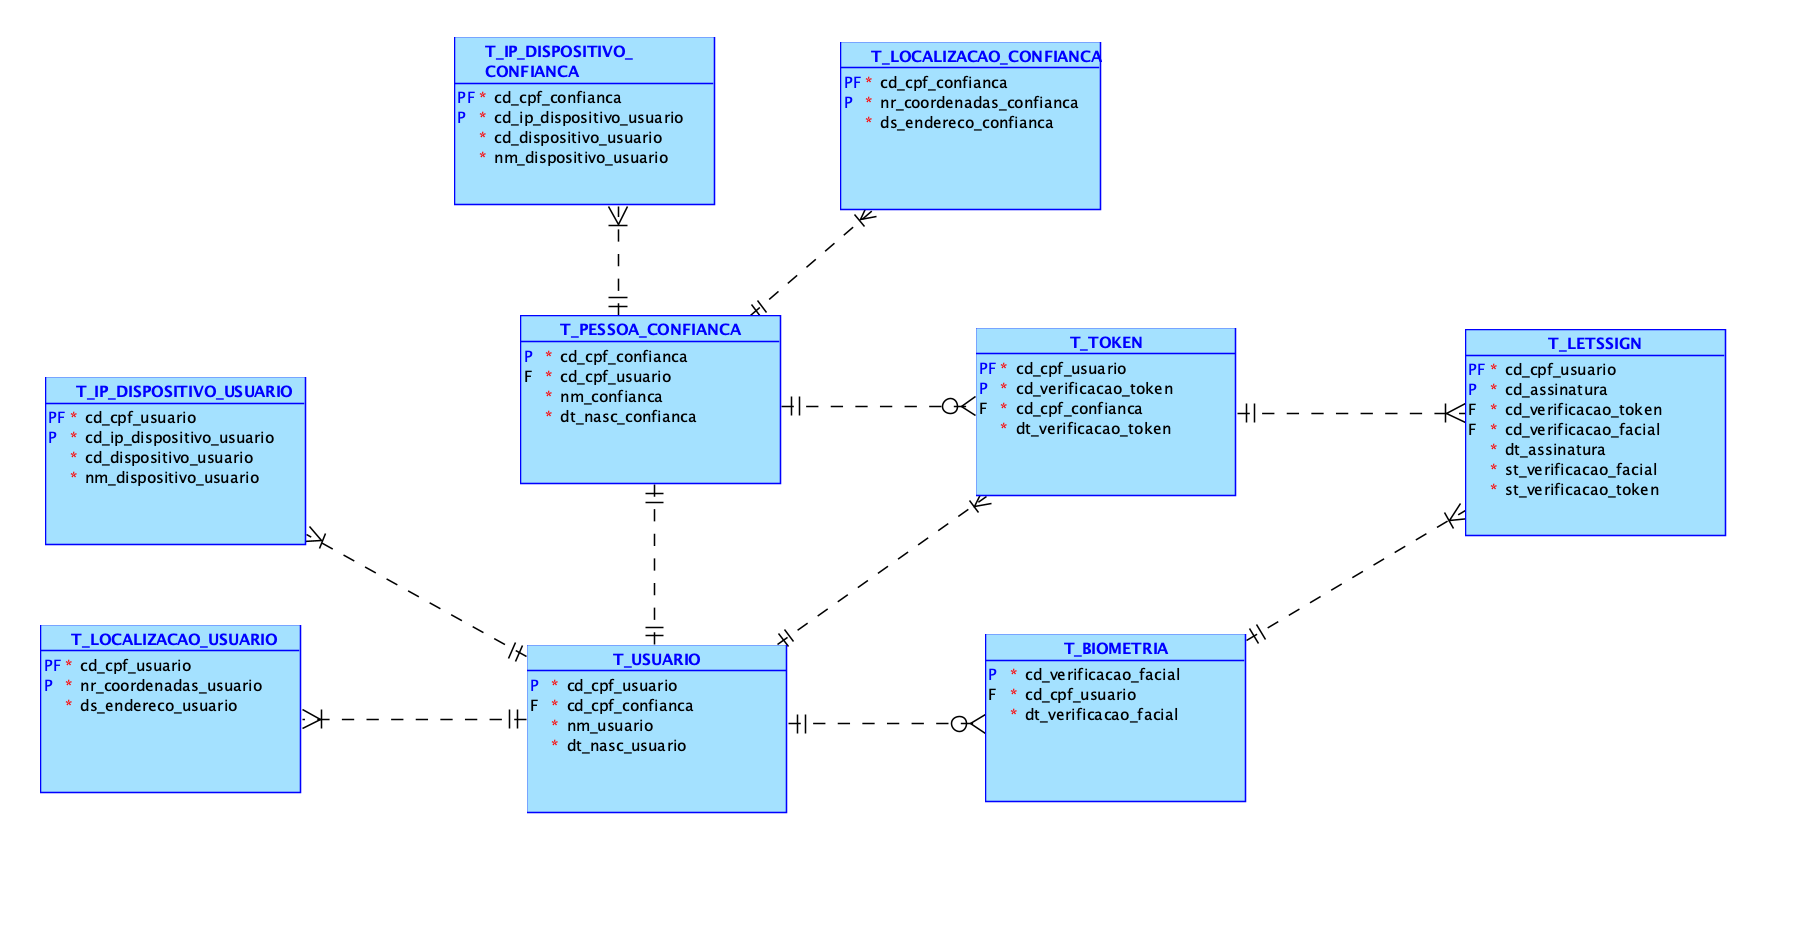 T_IP_DISPOSITIVO_
CONFIANCA
PF * cd_cpf_confianca
P * cd_ip_dispositivo_usuario
* cd_dispositivo_usuario
* nm_dispositivo_usuario
T_LOCALIZACAO_CONFIANCA
PF * cd_cpf_confianca
P * nr_coordenadas_confianca
* ds_endereco_confianca
T_PESSOA_CONFIANCA
P * cd_cpf_confianca
F * cd_cpf_usuario
* nm_confianca
* dt_nasc_confianca
T_TOKEN
PF * cd_cpf_usuario
P * cd_verificacao_token
F * cd_cpf_confianca
* dt_verificacao_token
T_LETSSIGN
PF * cd_cpf_usuario
P * cd_assinatura
F * cd_verificacao_token
F * cd_verificacao_facial
* dt_assinatura
* st_verificacao_facial
* st_verificacao_token
T_IP_DISPOSITIVO_USUARIO
PF * cd_cpf_usuario
P * cd_ip_dispositivo_usuario
* cd_dispositivo_usuario
* nm_dispositivo_usuario
T_LOCALIZACAO_USUARIO
PF * cd_cpf_usuario
P * nr_coordenadas_usuario
* ds_endereco_usuario
T_USUARIO
P * cd_cpf_usuario
F * cd_cpf_confianca
* nm_usuario
* dt_nasc_usuario
T_BIOMETRIA
P * cd_verificacao_facial
F * cd_cpf_usuario
* dt_verificacao_facial